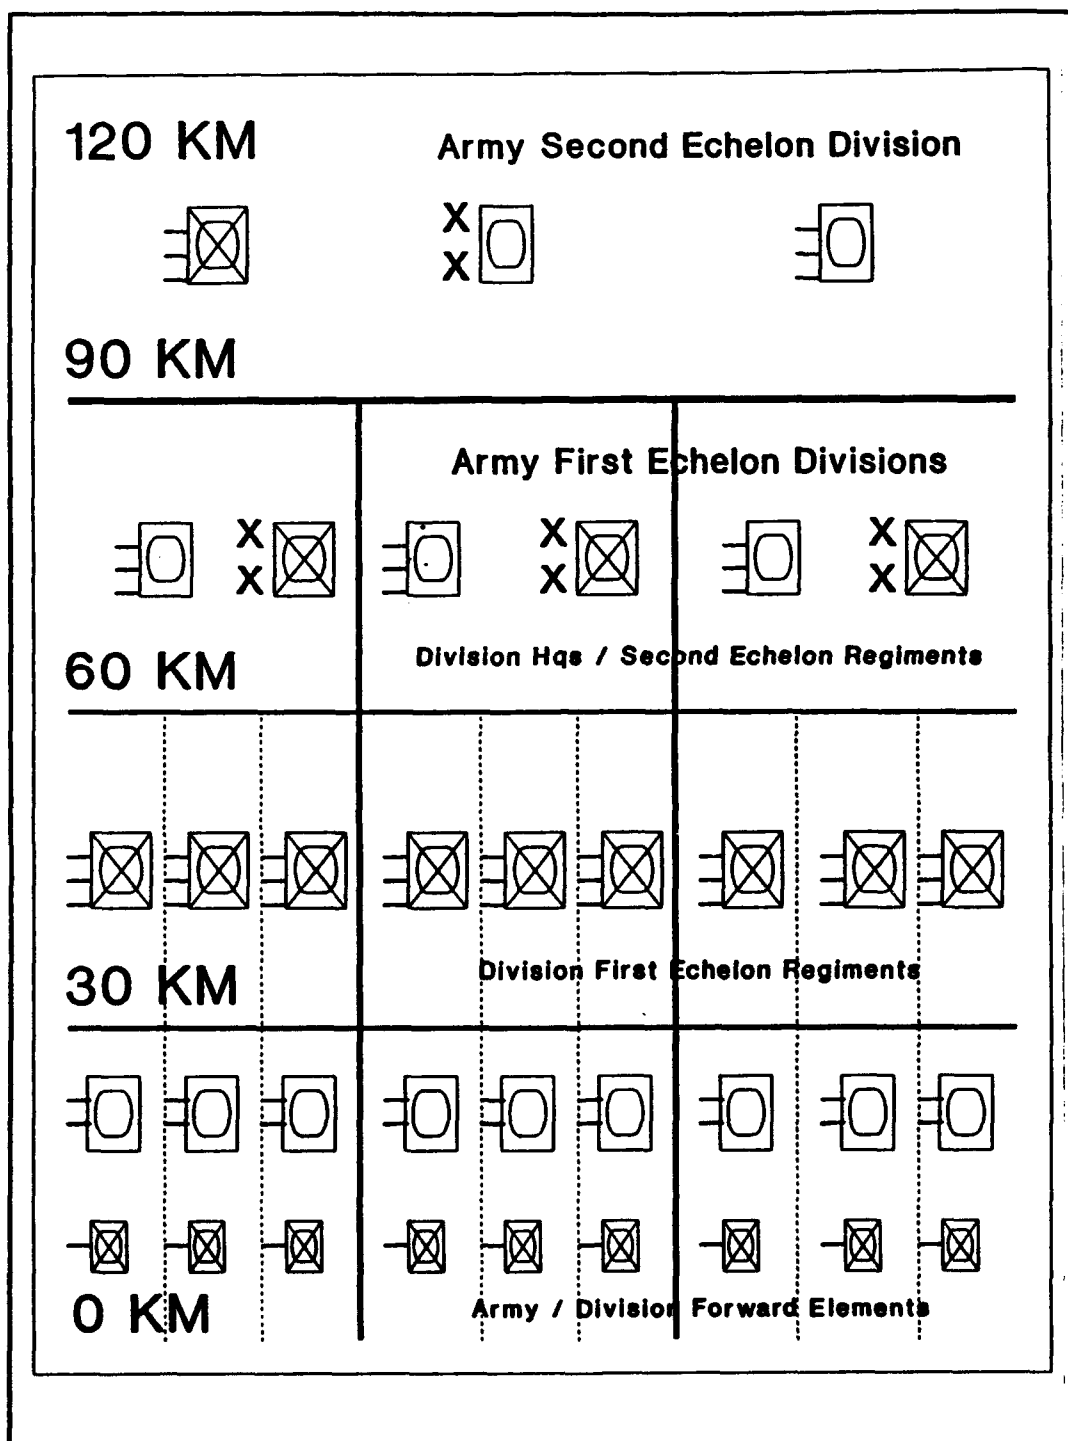 120 KM
Army Second Echelon Division
X
X
90 KM
Army First Echelon Divisions
X X X
X X X
Division Hqs / Second Echelon Regiments
60 KM
Division First Echelon Regiments
30 KM
Army / Division Forward Elements
0 KM